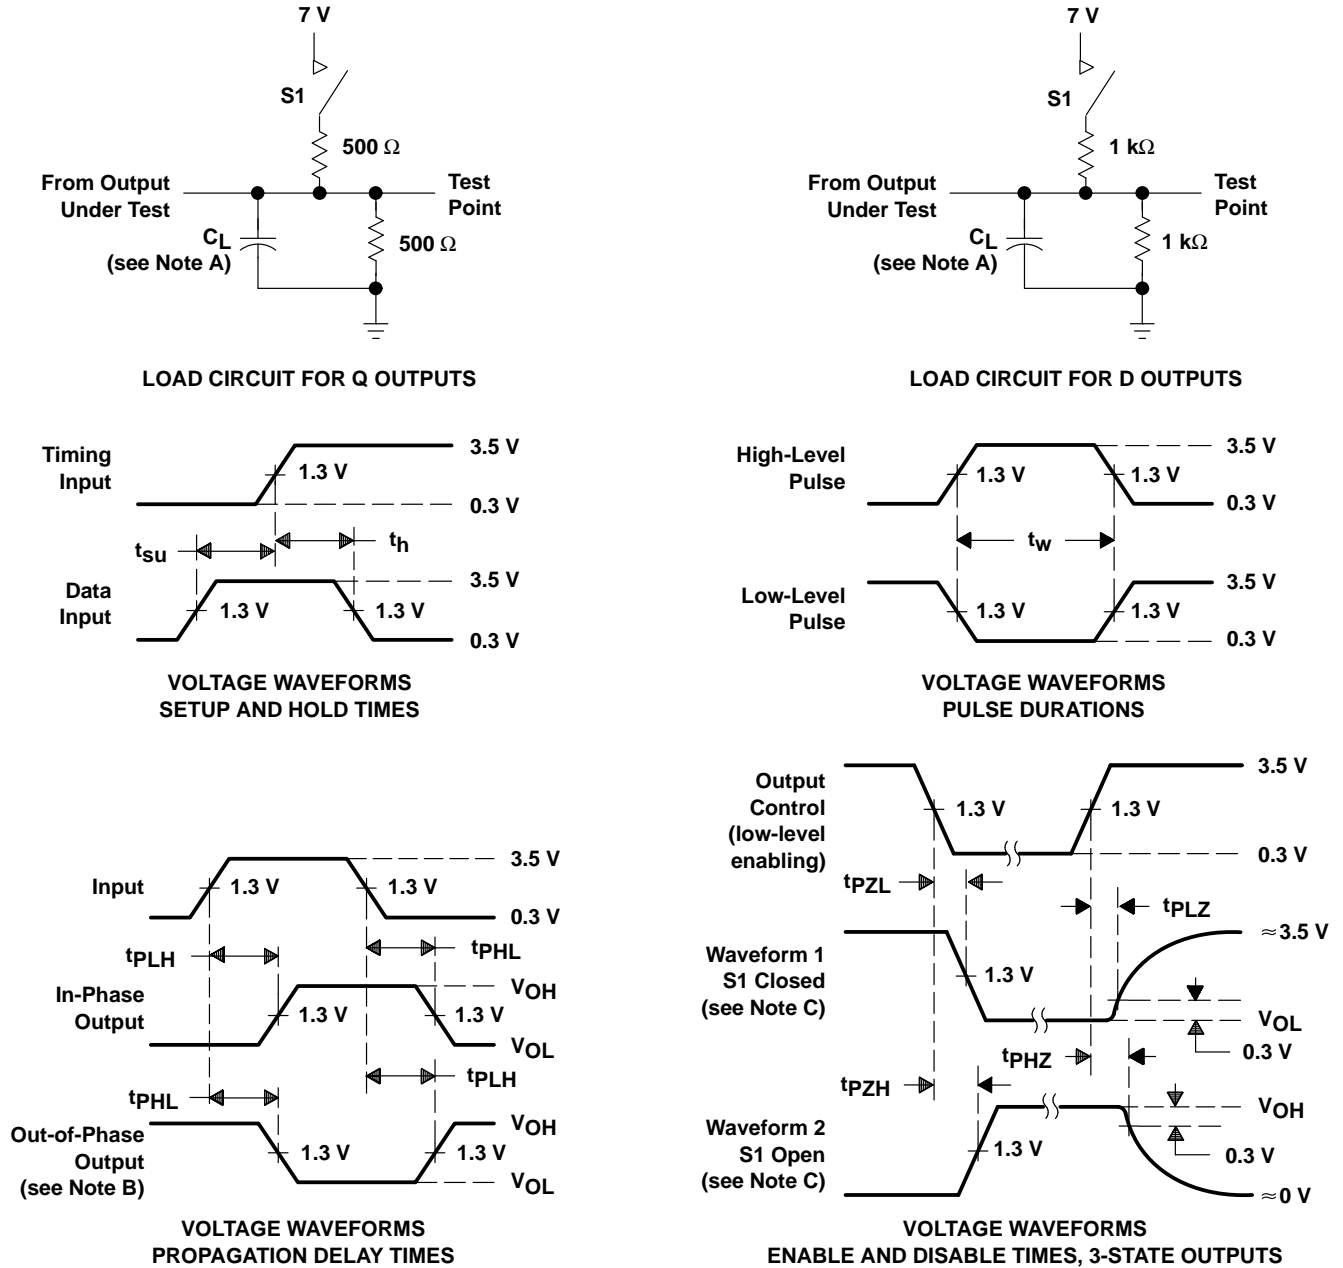 7 V
S1
500 Ω
From Output
Under Test
Test
Point
CL
(see Note A)
500 Ω
LOAD CIRCUIT FOR Q OUTPUTS
7 V
S1
1 kΩ
From Output
Under Test
Test
Point
CL
(see Note A)
1 kΩ
LOAD CIRCUIT FOR D OUTPUTS
Timing
Input
3.5 V
1.3 V
0.3 V
tsu
th
Data
Input
3.5 V
1.3 V
1.3 V
0.3 V
VOLTAGE WAVEFORMS
SETUP AND HOLD TIMES
High-Level
Pulse
3.5 V
1.3 V
1.3 V
0.3 V
tw
Low-Level
Pulse
3.5 V
1.3 V
1.3 V
0.3 V
VOLTAGE WAVEFORMS
PULSE DURATIONS
Input
3.5 V
1.3 V
1.3 V
0.3 V
tPLH
tPHL
In-Phase
Output
VOH
1.3 V
1.3 V
VOL
tPHL
tPLH
Out-of-Phase
Output
(see Note B)
VOH
1.3 V
1.3 V
VOL
VOLTAGE WAVEFORMS
PROPAGATION DELAY TIMES
Output
Control
(low-level
enabling)
3.5 V
1.3 V
1.3 V
0.3 V
tPZL
tPLZ
Waveform 1
S1 Closed
(see Note C)
≈3.5 V
1.3 V
VOL
0.3 V
tPHZ
tPZH
Waveform 2
S1 Open
(see Note C)
VOH
1.3 V
0.3 V
≈0 V
VOLTAGE WAVEFORMS
ENABLE AND DISABLE TIMES, 3-STATE OUTPUTS